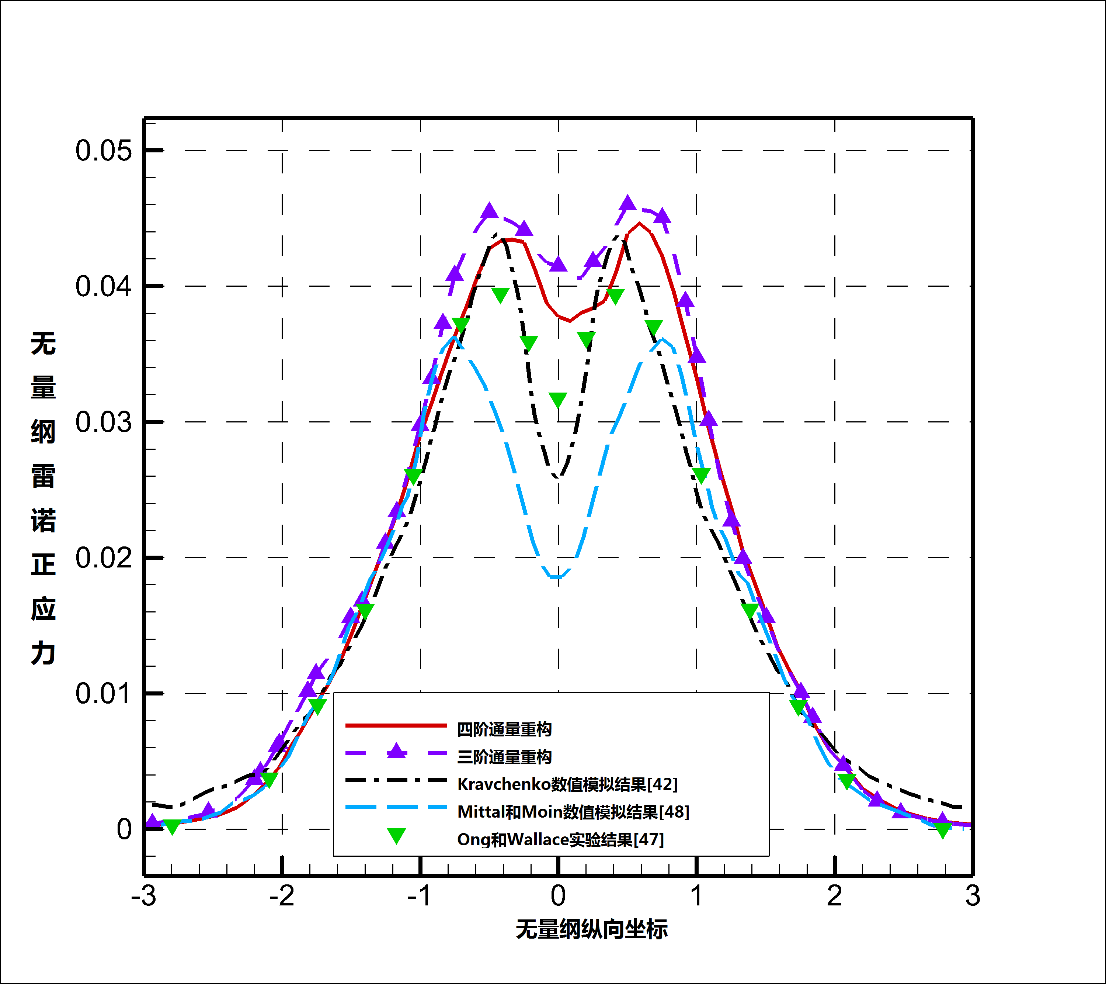 0.05
0.04
0.03
0.02
0.01
0
无量纲雷诺正应力
四阶通量重构
三阶通量重构
Kravchenko数值模拟结果[42]
Mittal和Moin数值模拟结果[48]
Ong和Wallace实验结果[47]
-3 -2 -1 0 1 2 3
无量纲纵向坐标